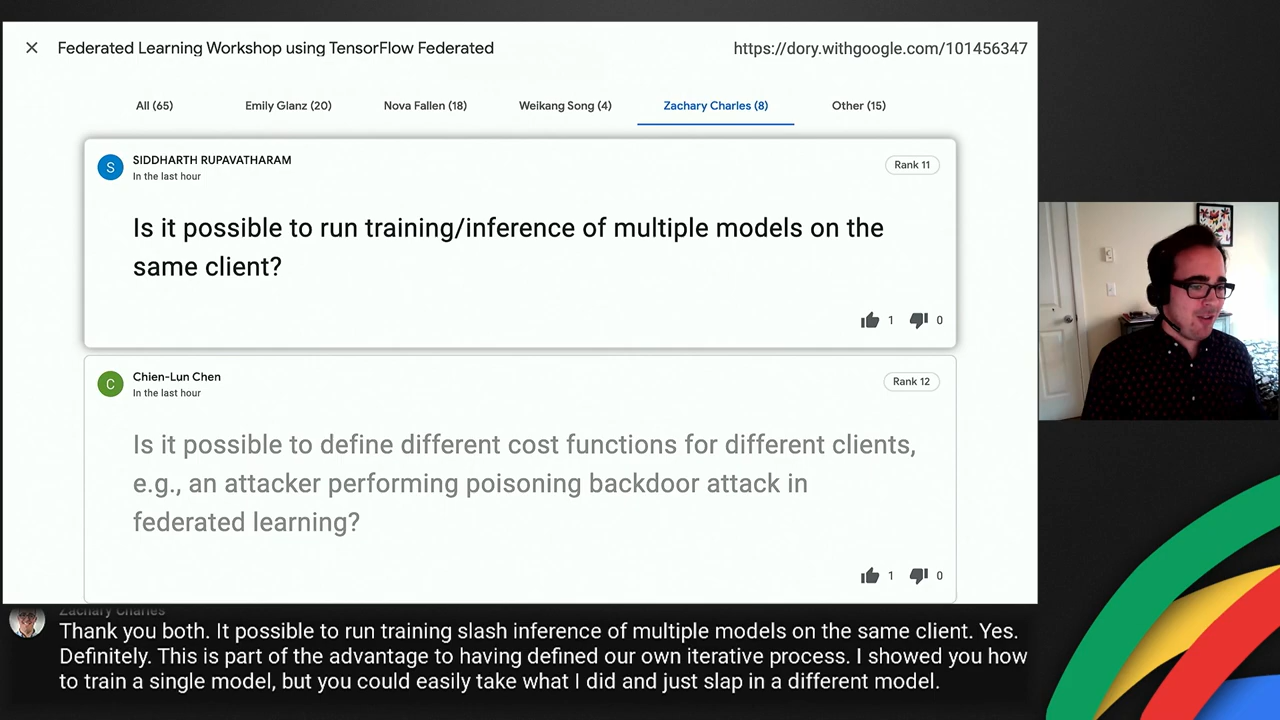 Federated Learning Workshop using TensorFlow Federated
https://dory.withgoogle.com/101456347
All (65)
Emily Glanz (20)
Nova Fallen (18)
Weikang Song (4)
Zachary Charles (8)
Other (15)
S
SIDDHARTH RUPAVATHARAM
In the last hour
Rank 11
Is it possible to run training/inference of multiple models on the
same client?
1
0
C
Chien-Lun Chen
In the last hour
Rank 12
Is it possible to define different cost functions for different clients,
e.g., an attacker performing poisoning backdoor attack in
federated learning?
1
0
Zachary Charles
Thank you both. It possible to run training slash inference of multiple models on the same client. Yes.
Definitely. This is part of the advantage to having defined our own iterative process. I showed you how
to train a single model, but you could easily take what I did and just slap in a different model.